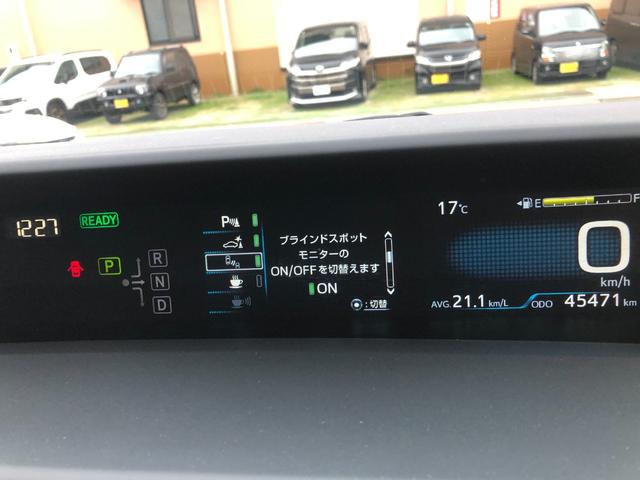 12:27
READY
P
R
N
D
P
ブラインドスポット
モニターの
ON/OFFを切替えます
ON
:切替
17℃
E
F
0
km/h
AVG. 21.1 km/L
ODO 45471 km